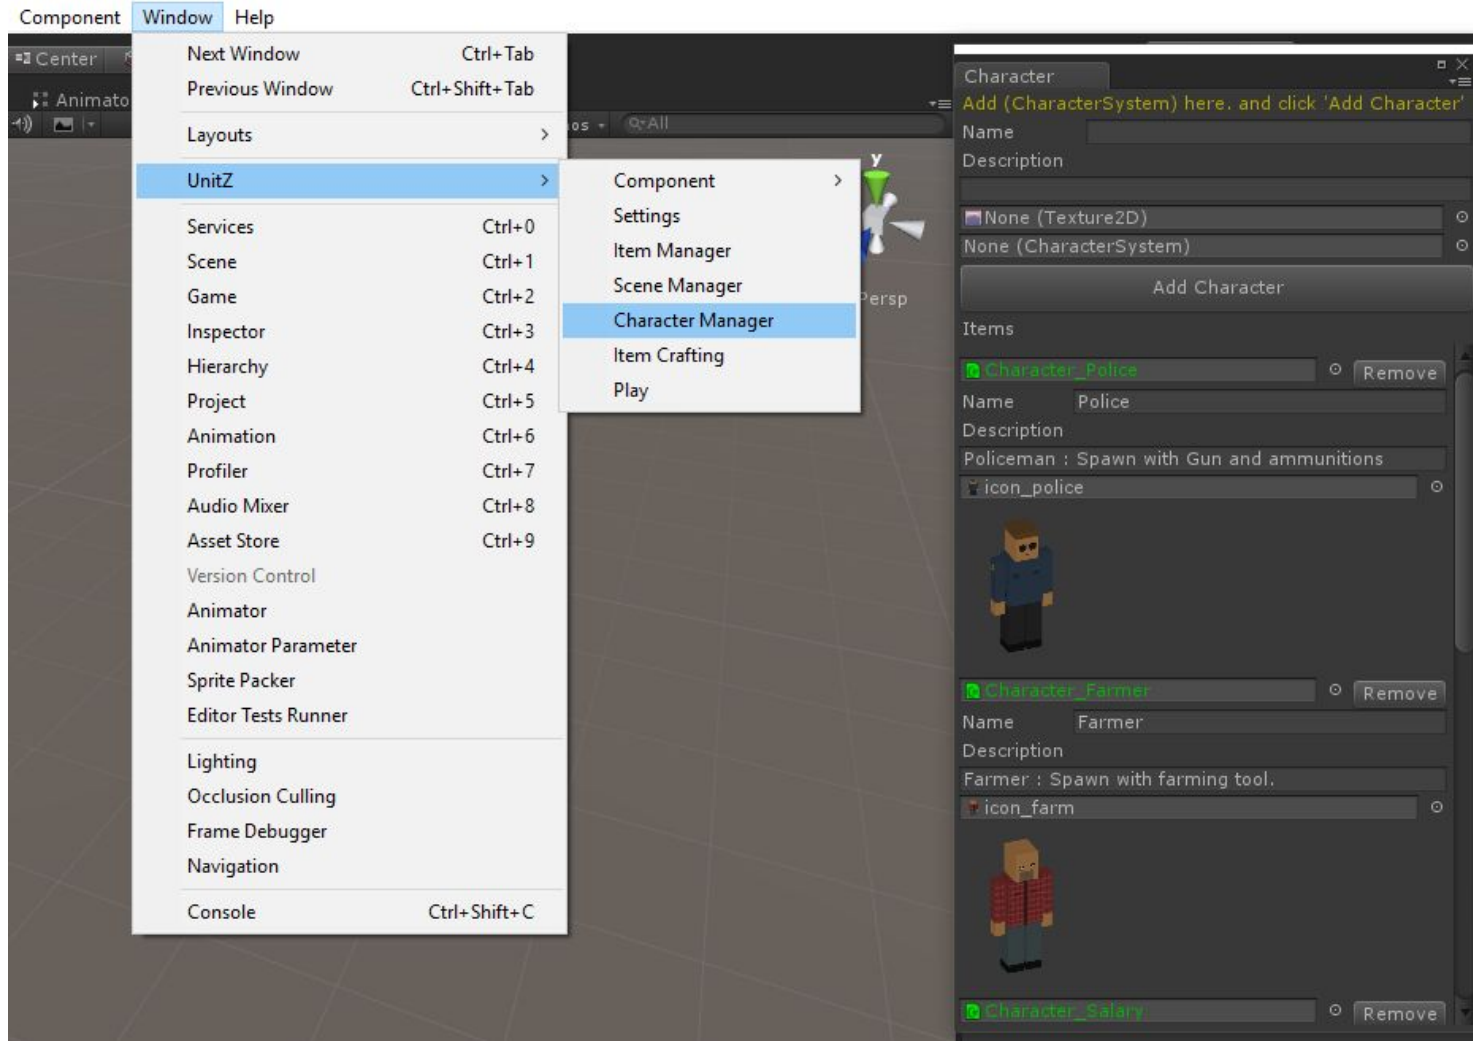 Component Window Help
Center
Animato
Next Window Ctrl+Tab
Previous Window Ctrl+Shift+Tab
Layouts
UnitZ
Services Ctrl+0
Scene Ctrl+1
Game Ctrl+2
Inspector Ctrl+3
Hierarchy Ctrl+4
Project Ctrl+5
Animation Ctrl+6
Profiler Ctrl+7
Audio Mixer Ctrl+8
Asset Store Ctrl+9
Version Control
Animator
Animator Parameter
Sprite Packer
Editor Tests Runner
Lighting
Occlusion Culling
Frame Debugger
Navigation
Console Ctrl+Shift+C
os
All
y
Persp
Component
Settings
Item Manager
Scene Manager
Character Manager
Item Crafting
Play
Character
Add (CharacterSystem) here. and click 'Add Character'
Name
Description
None (Texture2D)
None (CharacterSystem)
Add Character
Items
Character_Police Remove
Name Police
Description
Policeman : Spawn with Gun and ammunitions
icon_police
Character_Farmer Remove
Name Farmer
Description
Farmer : Spawn with farming tool.
icon_farm
Character_Salary Remove